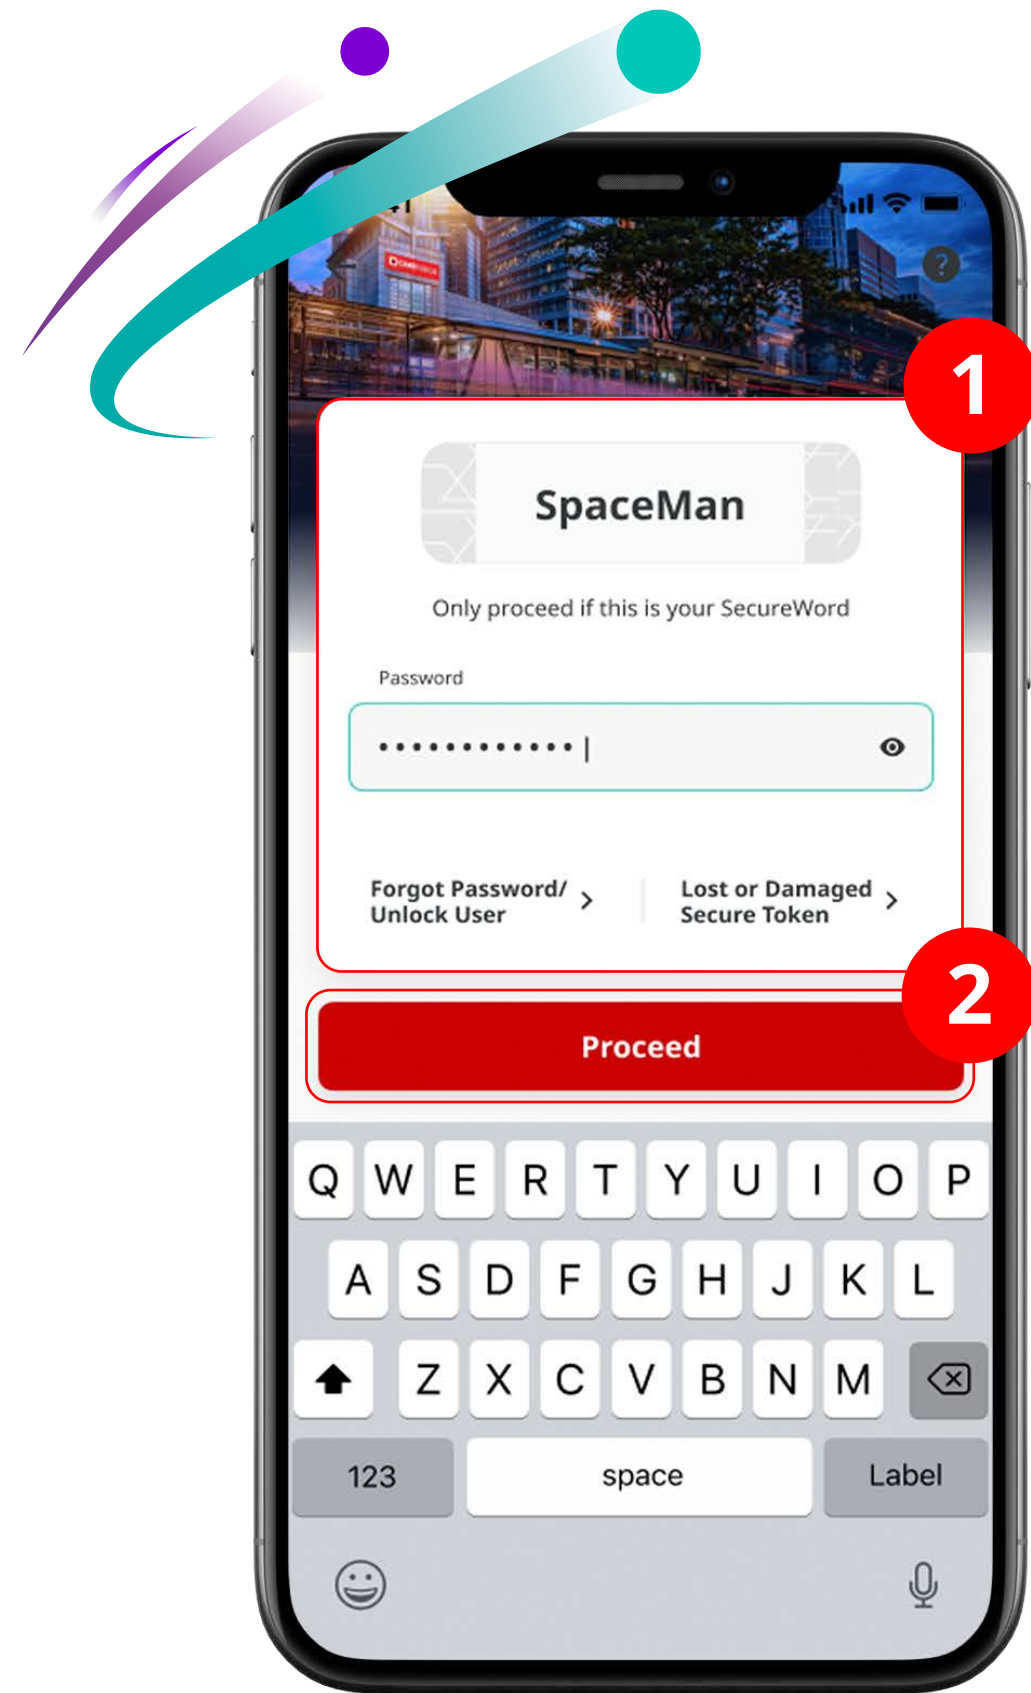 1
SpaceMan
Only proceed if this is your SecureWord
Password
Forgot Password/
Unlock User
Lost or Damaged
Secure Token
2
Proceed
Q W E R T Y U I O P
A S D F G H J K L
Z X C V B N M
123 space Label